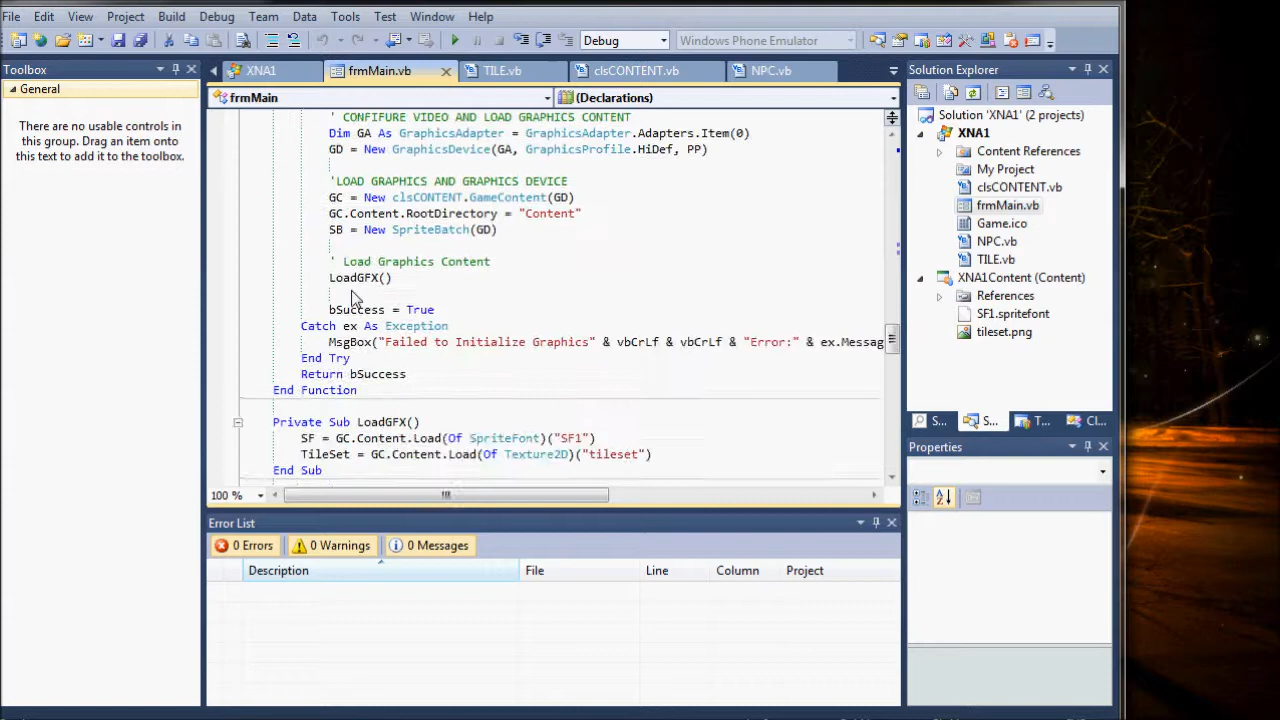 File Edit View Project Build Debug Team Data Tools Test Window Help
Debug Windows Phone Emulator
Toolbox
General
There are no usable controls in
this group. Drag an item onto
this text to add it to the toolbox.
XNA1 frmMain.vb TILE.vb clsCONTENT.vb NPC.vb
frmMain (Declarations)
' CONFIFURE VIDEO AND LOAD GRAPHICS CONTENT
Dim GA As GraphicsAdapter = GraphicsAdapter.Adapters.Item(0)
GD = New GraphicsDevice(GA, GraphicsProfile.HiDef, PP)
'LOAD GRAPHICS AND GRAPHICS DEVICE
GC = New clsCONTENT.GameContent(GD)
GC.Content.RootDirectory = "Content"
SB = New SpriteBatch(GD)
' Load Graphics Content
LoadGFX()
bSuccess = True
Catch ex As Exception
MsgBox("Failed to Initialize Graphics" & vbCrLf & vbCrLf & "Error:" & ex.Messag
End Try
Return bSuccess
End Function
Private Sub LoadGFX()
SF = GC.Content.Load(Of SpriteFont)("SF1")
TileSet = GC.Content.Load(Of Texture2D)("tileset")
End Sub
100 %
Error List
0 Errors 0 Warnings 0 Messages
Description File Line Column Project
Solution Explorer
Solution 'XNA1' (2 projects)
XNA1
Content References
My Project
clsCONTENT.vb
frmMain.vb
Game.ico
NPC.vb
TILE.vb
XNA1Content (Content)
References
SF1.spritefont
tileset.png
S... S... T... Cl...
Properties